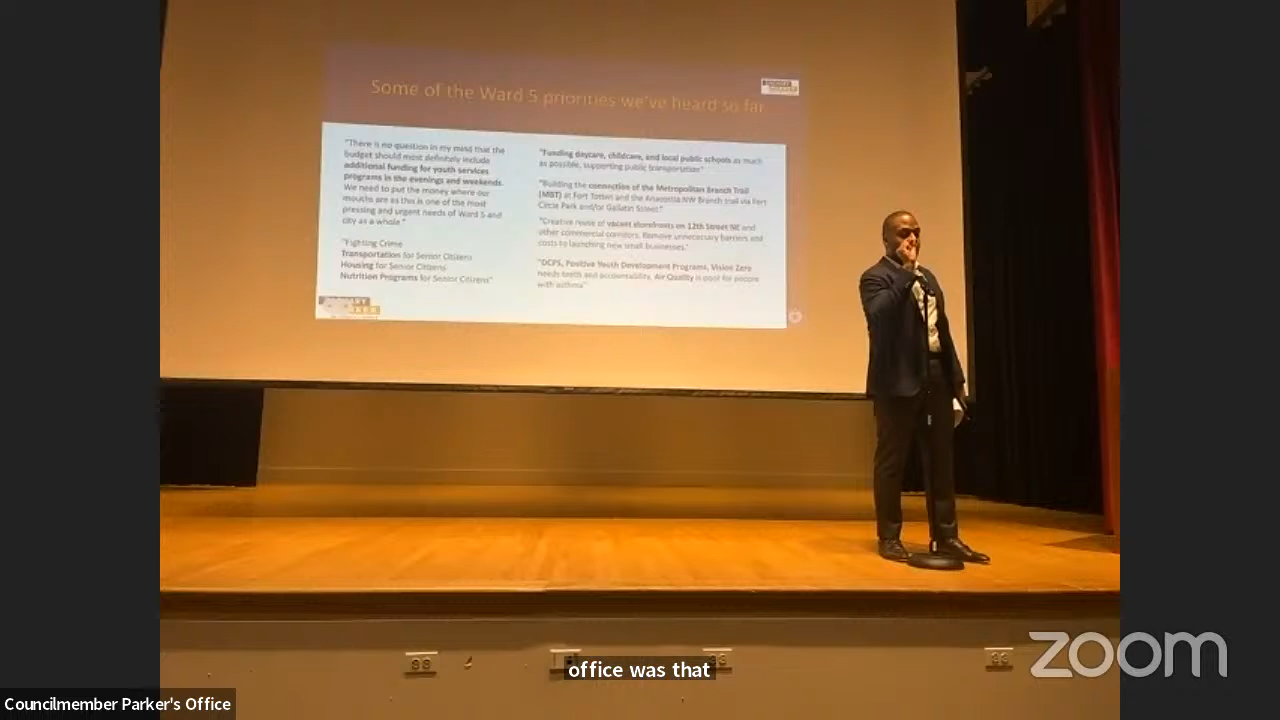 Some of the Ward 5 priorities we've heard so far
"There is no question in my mind that the
budget should most definitely include
additional funding for youth services
programs in the evenings and weekends.
We need to put the money where our
mouths are as this is one of the most
pressing and urgent needs of Ward 5 and
city as a whole."
"Fighting Crime
Transportation for Senior Citizens
Housing for Senior Citizens
Nutrition Programs for Senior Citizens"
"Funding daycare, childcare, and local public schools as much
as possible, supporting public transportation"
"Building the connection of the Metropolitan Branch Trail
(MBT) at Fort Totten and the Anacostia NW Branch trail via Fort
Circle Park and/or Gallatin Street."
"Creative reuse of vacant storefronts on 12th Street NE and
other commercial corridors. Remove unnecessary barriers and
costs to launching new small businesses."
"DCPS, Positive Youth Development Programs, Vision Zero
needs teeth and accountability, Air Quality is poor for people
with asthma"
office was that
zoom
Councilmember Parker's Office